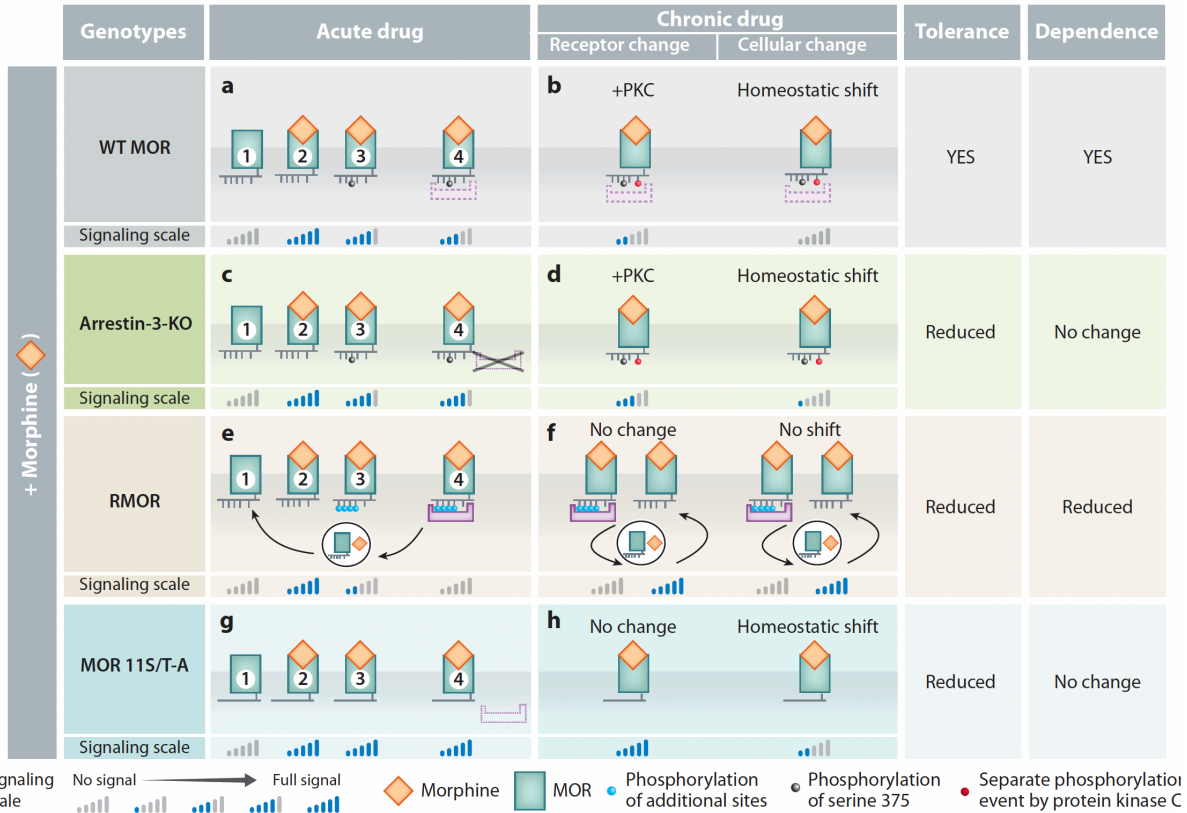 Genotypes
Acute drug
Chronic drug
Receptor change
Cellular change
Tolerance
Dependence
+ Morphine ( )
WT MOR
a
1
2
3
4
b
+PKC
Homeostatic shift
YES
YES
Signaling scale
Arrestin-3-KO
c
1
2
3
4
d
+PKC
Homeostatic shift
Reduced
No change
Signaling scale
RMOR
e
1
2
3
4
f
No change
No shift
Reduced
Reduced
Signaling scale
MOR 11S/T-A
g
1
2
3
4
h
No change
Homeostatic shift
Reduced
No change
Signaling scale
gnaling
ale
No signal
Full signal
Morphine
MOR
Phosphorylation
of additional sites
Phosphorylation
of serine 375
Separate phosphorylation
event by protein kinase C